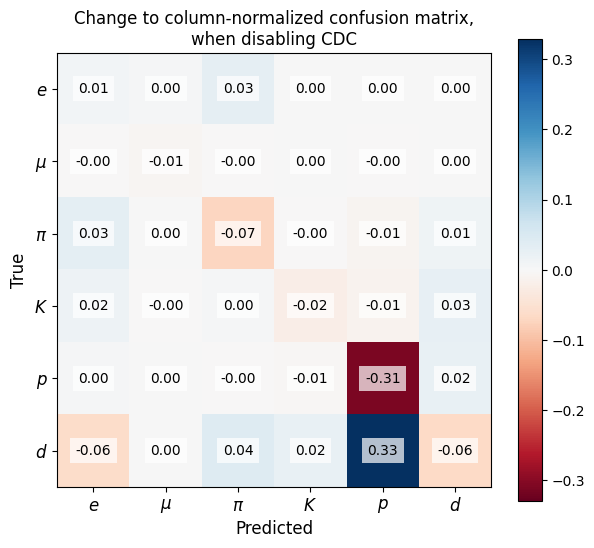 Change to column-normalized confusion matrix,
when disabling CDC
e 0.01 0.00 0.03 0.00 0.00 0.00
μ -0.00 -0.01 -0.00 0.00 -0.00 0.00
π 0.03 0.00 -0.07 -0.00 -0.01 0.01
K 0.02 -0.00 0.00 -0.02 -0.01 0.03
p 0.00 0.00 -0.00 -0.01 -0.31 0.02
d -0.06 0.00 0.04 0.02 0.33 -0.06
e μ π K p d
Predicted
True
0.3
0.2
0.1
0.0
−0.1
−0.2
−0.3